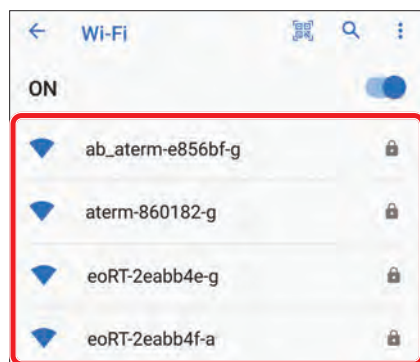 Wi-Fi
ON
ab_aterm-e856bf-g
aterm-860182-g
eoRT-2eabb4e-g
eoRT-2eabb4f-a